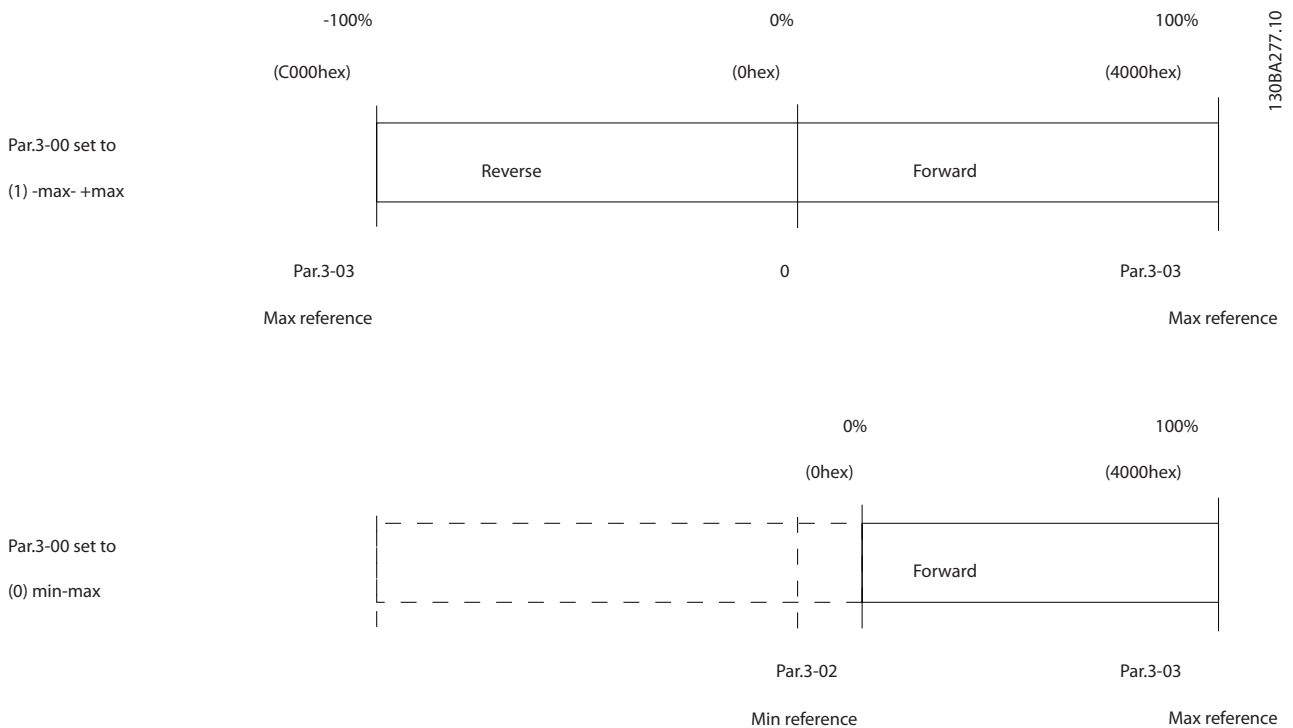 -100% 0% 100%
(C000hex) (0hex) (4000hex)
130BA277.10
Par.3-00 set to
(1) -max- +max
Reverse Forward
Par.3-03 0 Par.3-03
Max reference Max reference
0% 100%
(0hex) (4000hex)
Par.3-00 set to
(0) min-max
Forward
Par.3-02 Par.3-03
Min reference Max reference